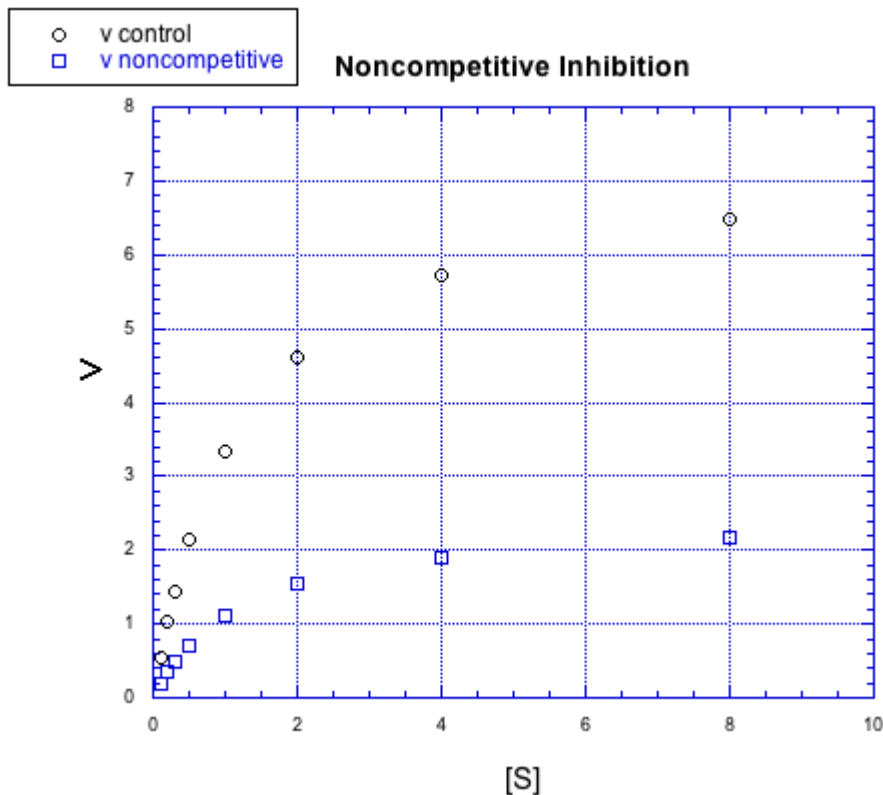 v control
v noncompetitive
Noncompetitive Inhibition
8
7
6
5
4
3
2
1
0
v
0 2 4 6 8 10
[S]